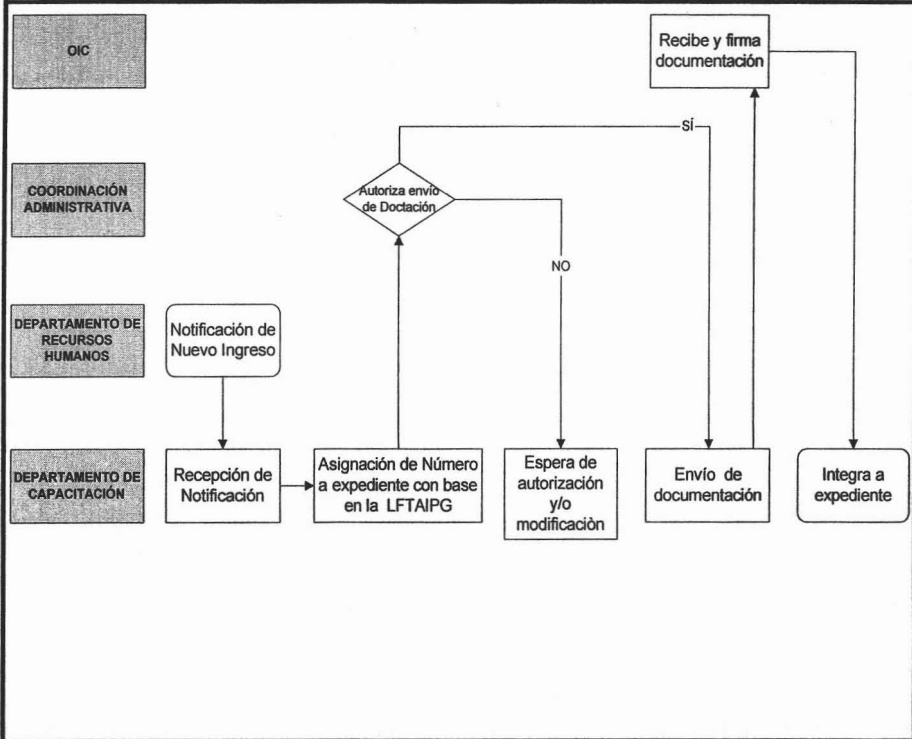 OIC
Recibe y firma
documentación
SÍ
COORDINACIÓN
ADMINISTRATIVA
Autoriza envío
de Doctación
NO
DEPARTAMENTO DE
RECURSOS
HUMANOS
Notificación de
Nuevo Ingreso
DEPARTAMENTO DE
CAPACITACIÓN
Recepción de
Notificación
Asignación de Número
a expediente con base
en la LFTAIPG
Espera de
autorización
y/o
modificaciòn
Envío de
documentación
Integra a
expediente